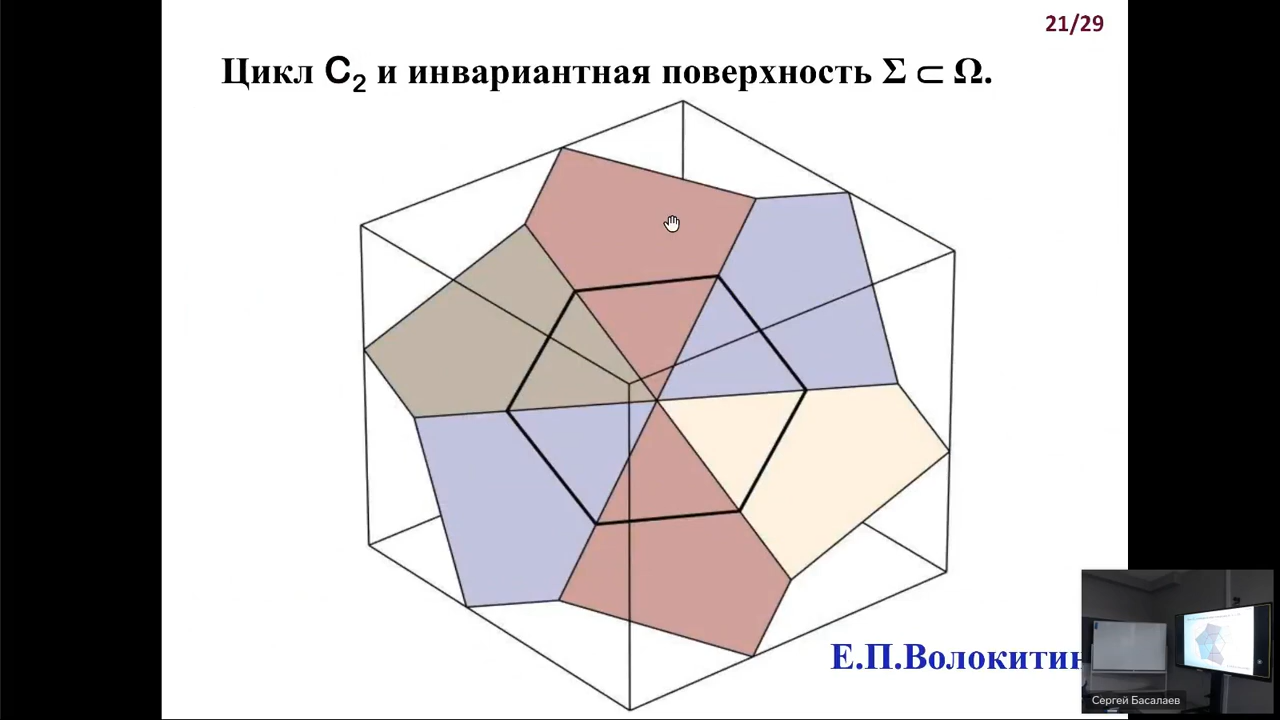 21/29
Цикл C₂ и инвариантная поверхность Σ ⊂ Ω.
Е.П.Волокитин
Сергей Басалаев